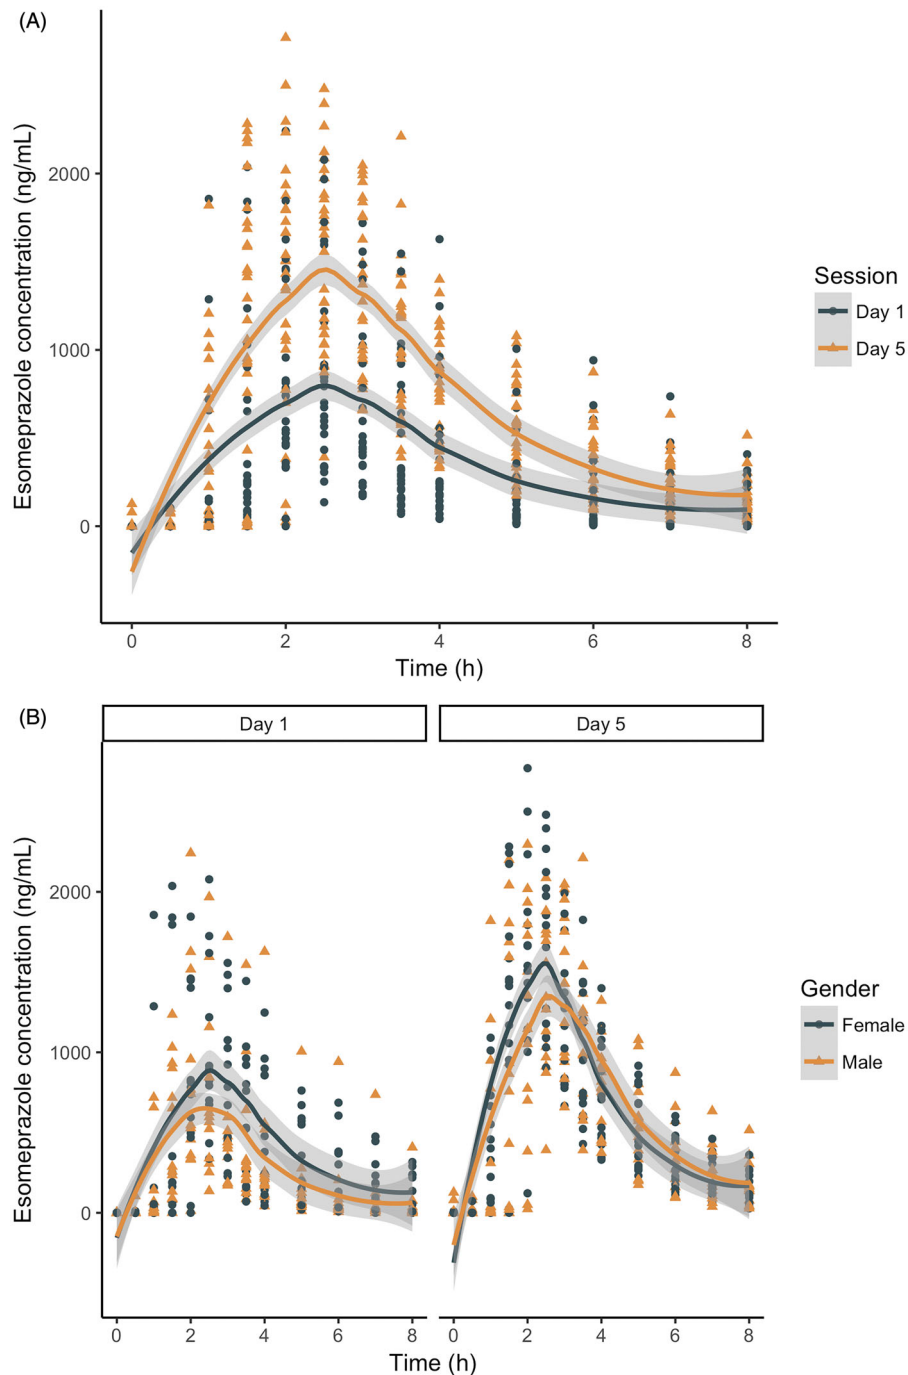 (A)
Esomeprazole concentration (ng/mL)
2000
1000
0
0 2 4 6 8
Time (h)
Session
Day 1
Day 5
(B)
Day 1 Day 5
Esomeprazole concentration (ng/mL)
2000
1000
0
0 2 4 6 8 0 2 4 6 8
Time (h)
Gender
Female
Male